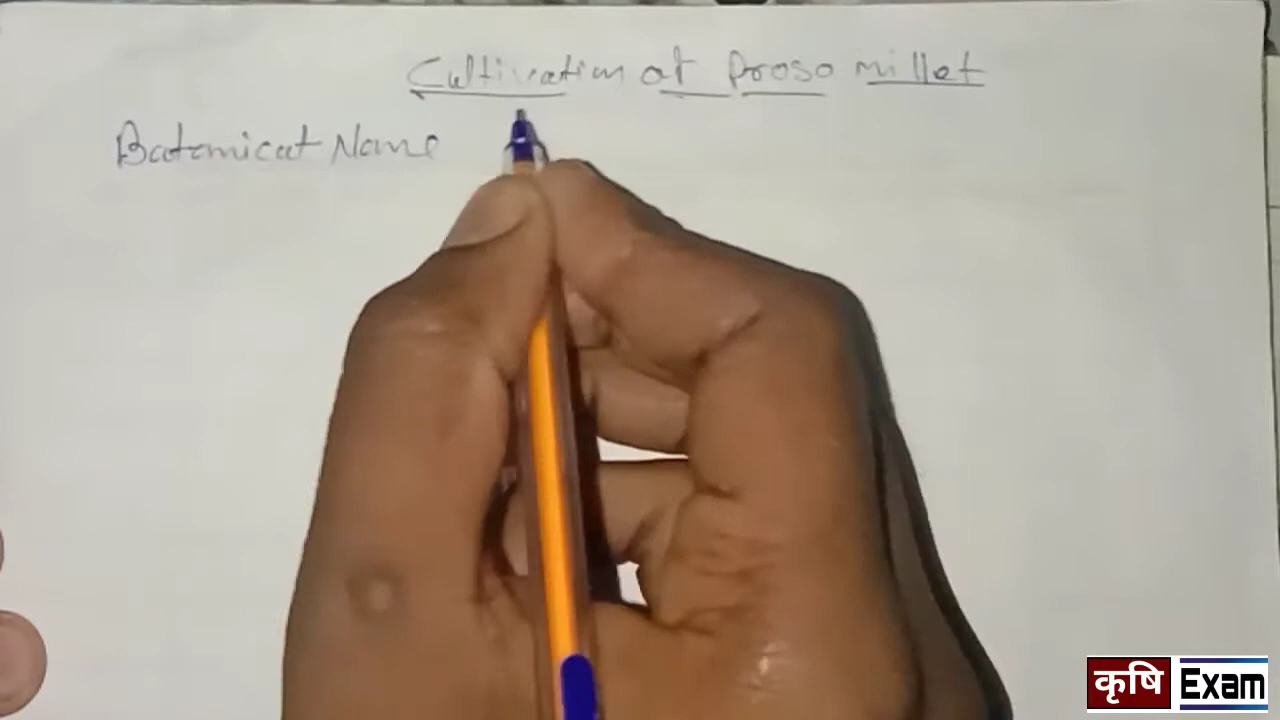 Cultivation of Proso millet
Botanical Name
कृषि Exam